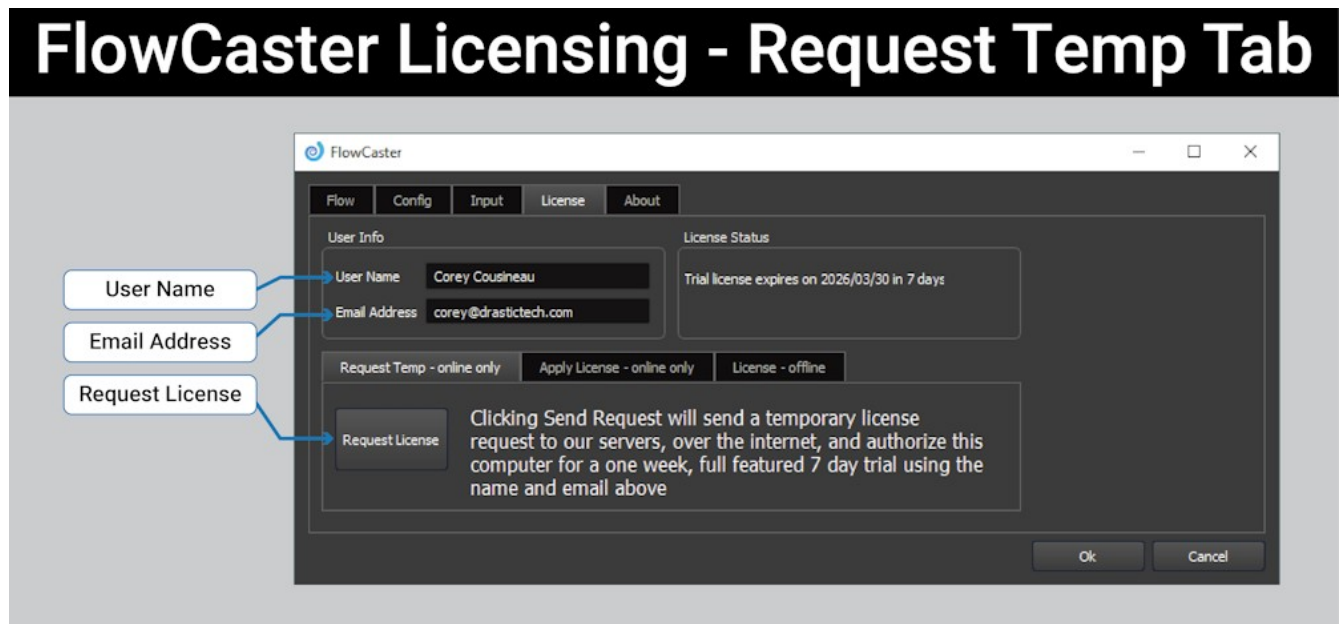 FlowCaster Licensing - Request Temp Tab
FlowCaster
Flow Config Input License About
User Info
License Status
User Name
User Name Corey Cousineau
Trial license expires on 2026/03/30 in 7 days
Email Address
Email Address corey@drastictech.com
Request Temp - online only Apply License - online only License - offline
Request License
Request License
Clicking Send Request will send a temporary license
request to our servers, over the internet, and authorize this
computer for a one week, full featured 7 day trial using the
name and email above
Ok Cancel